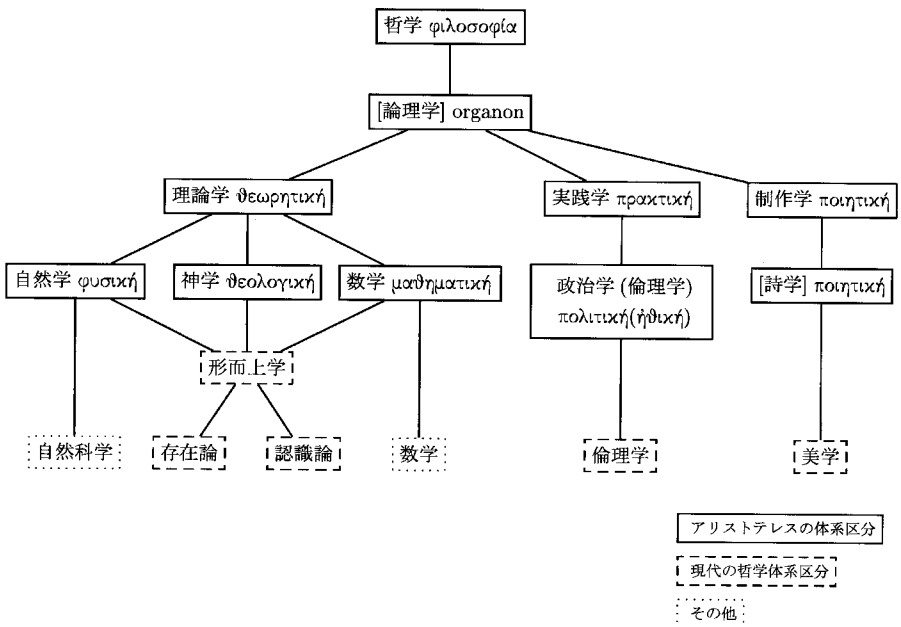 哲学 φιλοσοφία
[論理学] organon
理論学 ϑεωρητική
実践学 πρακτική
制作学 ποιητική
自然学 φυσική
神学 ϑεολογική
数学 μαϑηματική
政治学 (倫理学)
πολιτική(ἠϑική)
[詩学] ποιητική
形而上学
自然科学
存在論
認識論
数学
倫理学
美学
アリストテレスの体系区分
現代の哲学体系区分
その他